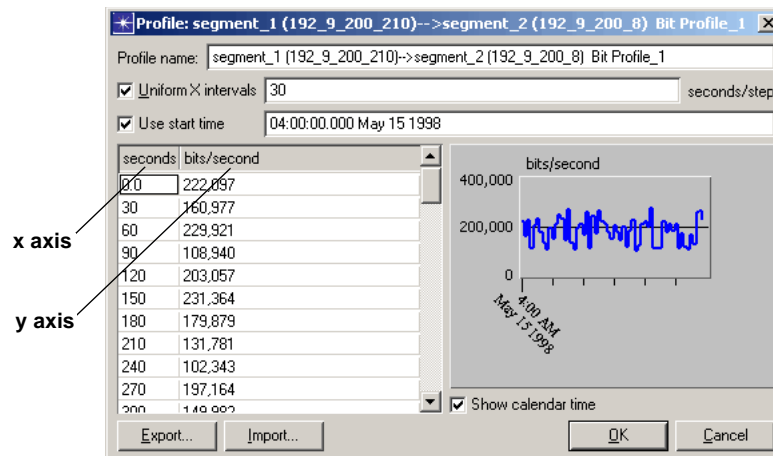 Profile: segment_1 (192_9_200_210)-->segment_2 (192_9_200_8) Bit Profile_1
Profile name: segment_1 (192_9_200_210)-->segment_2 (192_9_200_8) Bit Profile_1
Uniform X intervals 30 seconds/step
Use start time 04:00:00.000 May 15 1998
seconds bits/second
0.0 222,097
30 160,977
60 229,921
90 108,940
120 203,057
150 231,364
180 179,879
210 131,781
240 102,343
270 197,164
300 149,982
x axis
y axis
bits/second
400,000
200,000
0
4:00 AM
May 15 1998
Show calendar time
Export...
Import...
OK
Cancel